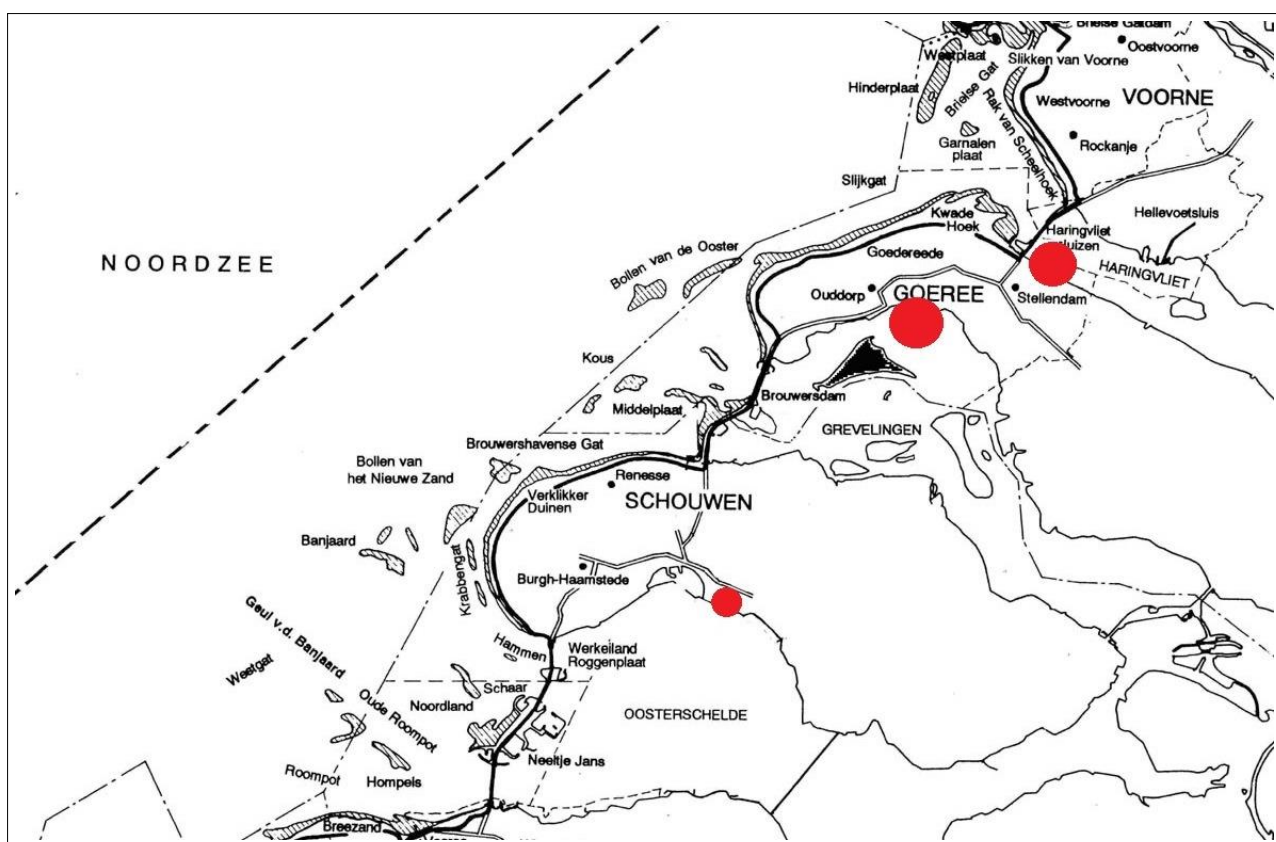 Brielse Gatdam
Oostvoorne
Westplaat
Slikken van Voorne
Hinderplaat
Brielse Gat
Rak van Scheelhoek
Westvoorne
VOORNE
Garnalen
plaat
Rockanje
Slijkgat
Kwade
Hoek
Hellevoetsluis
Haringvliet
sluizen
NOORDZEE
Bollen van de Ooster
Goedereede
HARINGVLIET
Ouddorp
GOEREE
Stellendam
Kous
Middelplaat
Brouwersdam
GREVELINGEN
Brouwershavense Gat
Bollen van
het Nieuwe Zand
Renesse
Verklikker
Duinen
SCHOUWEN
Banjaard
Krabbengat
Burgh-Haamstede
Geul v.d. Banjaard
Hammen
Werkeiland
Roggenplaat
Westgat
Oude Roompot
Schaar
Noordland
OOSTERSCHELDE
Neeltje Jans
Roompot
Hompels
Breezand